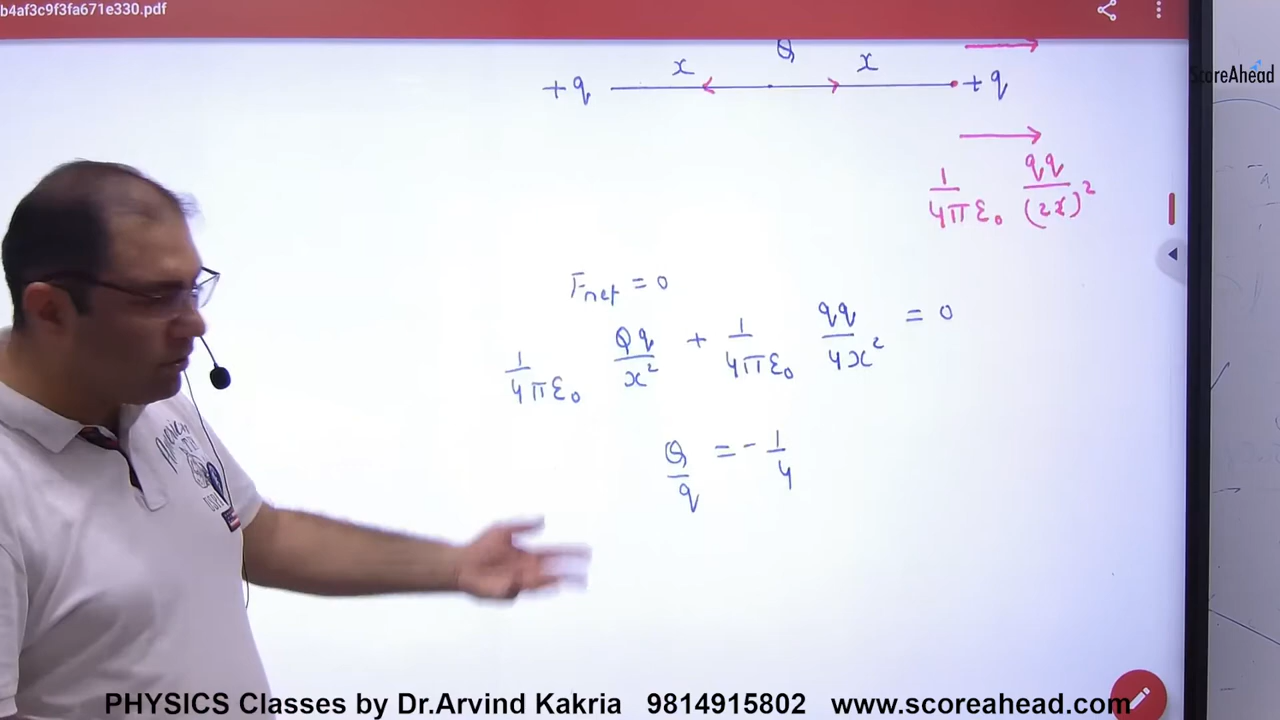 b4af3c9f3fa671e330.pdf
ScoreAhead
x Q x
+q +q
1/4πε₀ qq/(2x)²
Fnet = 0
1/4πε₀ Qq/x² + 1/4πε₀ qq/4x² = 0
Q/q = -1/4
PHYSICS Classes by Dr.Arvind Kakria 9814915802 www.scoreahead.com